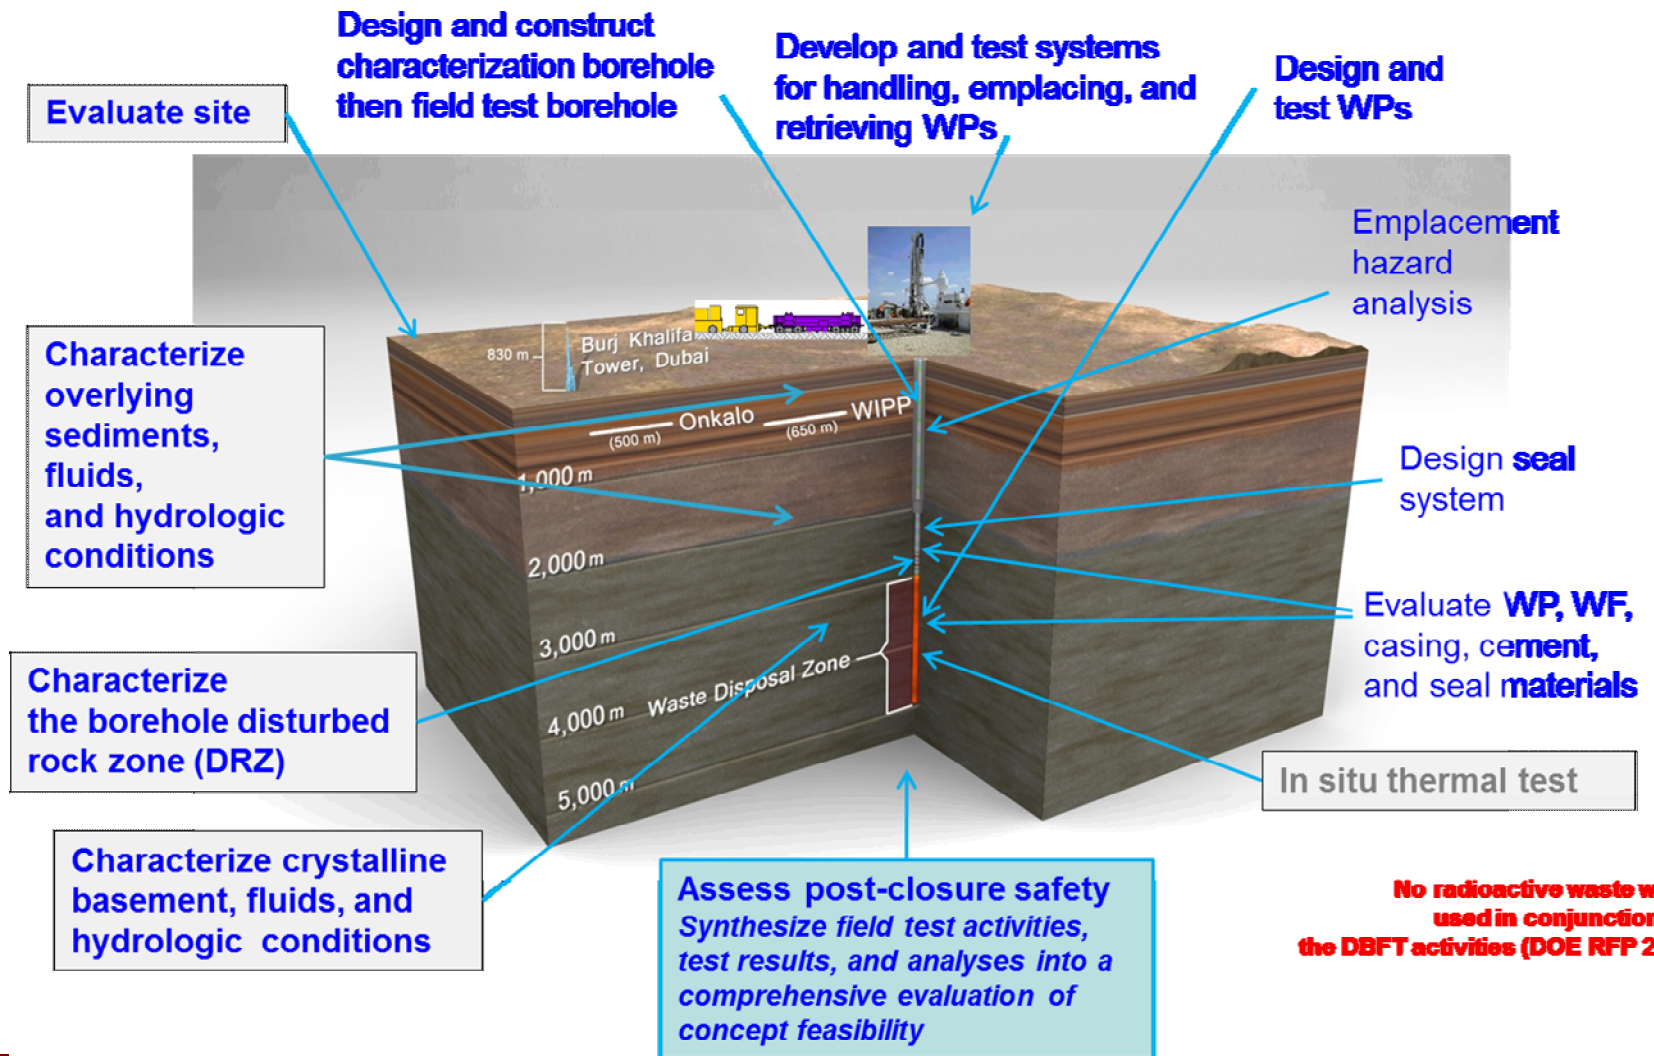 Design and construct
characterization borehole
then field test borehole
Develop and test systems
for handling, emplacing, and
retrieving WPs
Design and
test WPs
Evaluate site
Emplacement
hazard
analysis
Characterize
overlying
sediments,
fluids,
and hydrologic
conditions
830 m
Burj Khalifa
Tower, Dubai
Onkalo
(500 m)
WIPP
(650 m)
1,000 m
2,000 m
3,000 m
4,000 m
5,000 m
Waste Disposal Zone
Design seal
system
Evaluate WP, WF,
casing, cement,
and seal materials
Characterize
the borehole disturbed
rock zone (DRZ)
In situ thermal test
Characterize crystalline
basement, fluids, and
hydrologic conditions
Assess post-closure safety
Synthesize field test activities,
test results, and analyses into a
comprehensive evaluation of
concept feasibility
No radioactive waste w
used in conjunction
the DBFT activities (DOE RFP 2